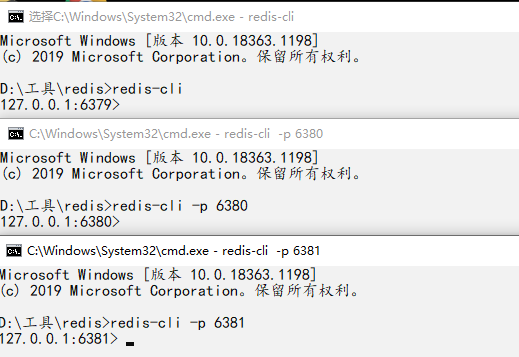 选择C:\Windows\System32\cmd.exe - redis-cli
Microsoft Windows [版本 10.0.18363.1198]
(c) 2019 Microsoft Corporation。保留所有权利。
D:\工具\redis>redis-cli
127.0.0.1:6379>
C:\Windows\System32\cmd.exe - redis-cli  -p 6380
Microsoft Windows [版本 10.0.18363.1198]
(c) 2019 Microsoft Corporation。保留所有权利。
D:\工具\redis>redis-cli -p 6380
127.0.0.1:6380>
C:\Windows\System32\cmd.exe - redis-cli  -p 6381
Microsoft Windows [版本 10.0.18363.1198]
(c) 2019 Microsoft Corporation。保留所有权利。
D:\工具\redis>redis-cli -p 6381
127.0.0.1:6381>